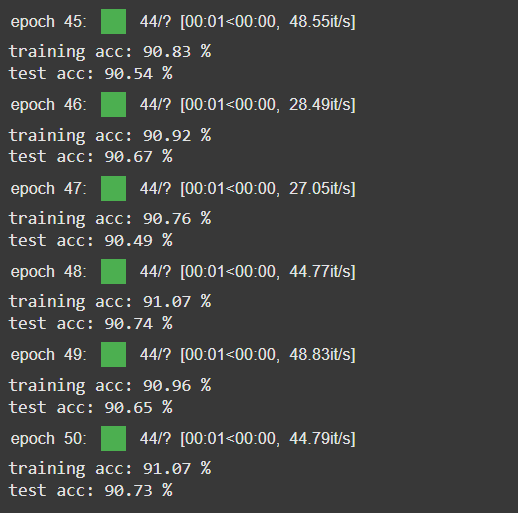 epoch 45: 44/? [00:01<00:00, 48.55it/s]
training acc: 90.83 %
test acc: 90.54 %
epoch 46: 44/? [00:01<00:00, 28.49it/s]
training acc: 90.92 %
test acc: 90.67 %
epoch 47: 44/? [00:01<00:00, 27.05it/s]
training acc: 90.76 %
test acc: 90.49 %
epoch 48: 44/? [00:01<00:00, 44.77it/s]
training acc: 91.07 %
test acc: 90.74 %
epoch 49: 44/? [00:01<00:00, 48.83it/s]
training acc: 90.96 %
test acc: 90.65 %
epoch 50: 44/? [00:01<00:00, 44.79it/s]
training acc: 91.07 %
test acc: 90.73 %